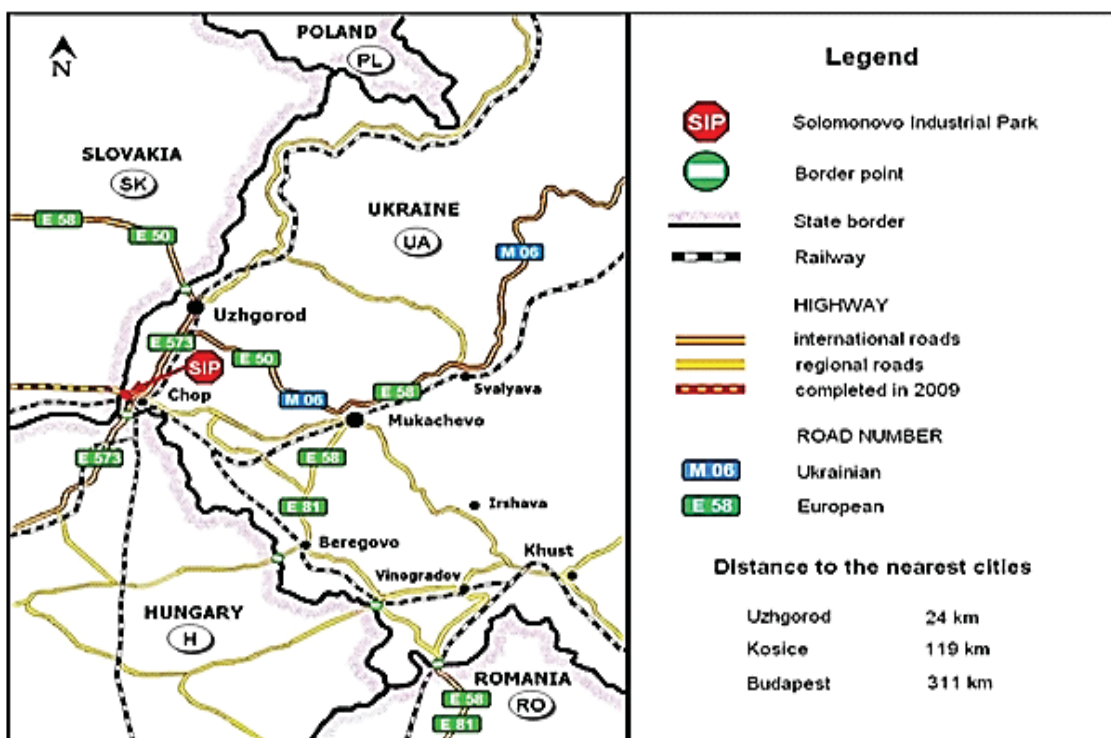 N
POLAND
PL
SLOVAKIA
SK
UKRAINE
UA
E 58
E 50
M 06
Uzhgorod
E 573
E 50
SIP
Chop
M 06
E 58
Svalyava
Mukachevo
E 573
E 58
E 81
Irshava
Beregovo
Khust
Vinogradov
HUNGARY
H
ROMANIA
RO
E 58
E 81
Legend
SIP Solomonovo Industrial Park
Border point
State border
Railway
HIGHWAY
international roads
regional roads
completed in 2009
ROAD NUMBER
M 06 Ukrainian
E 58 European
Distance to the nearest cities
Uzhgorod 24 km
Kosice 119 km
Budapest 311 km